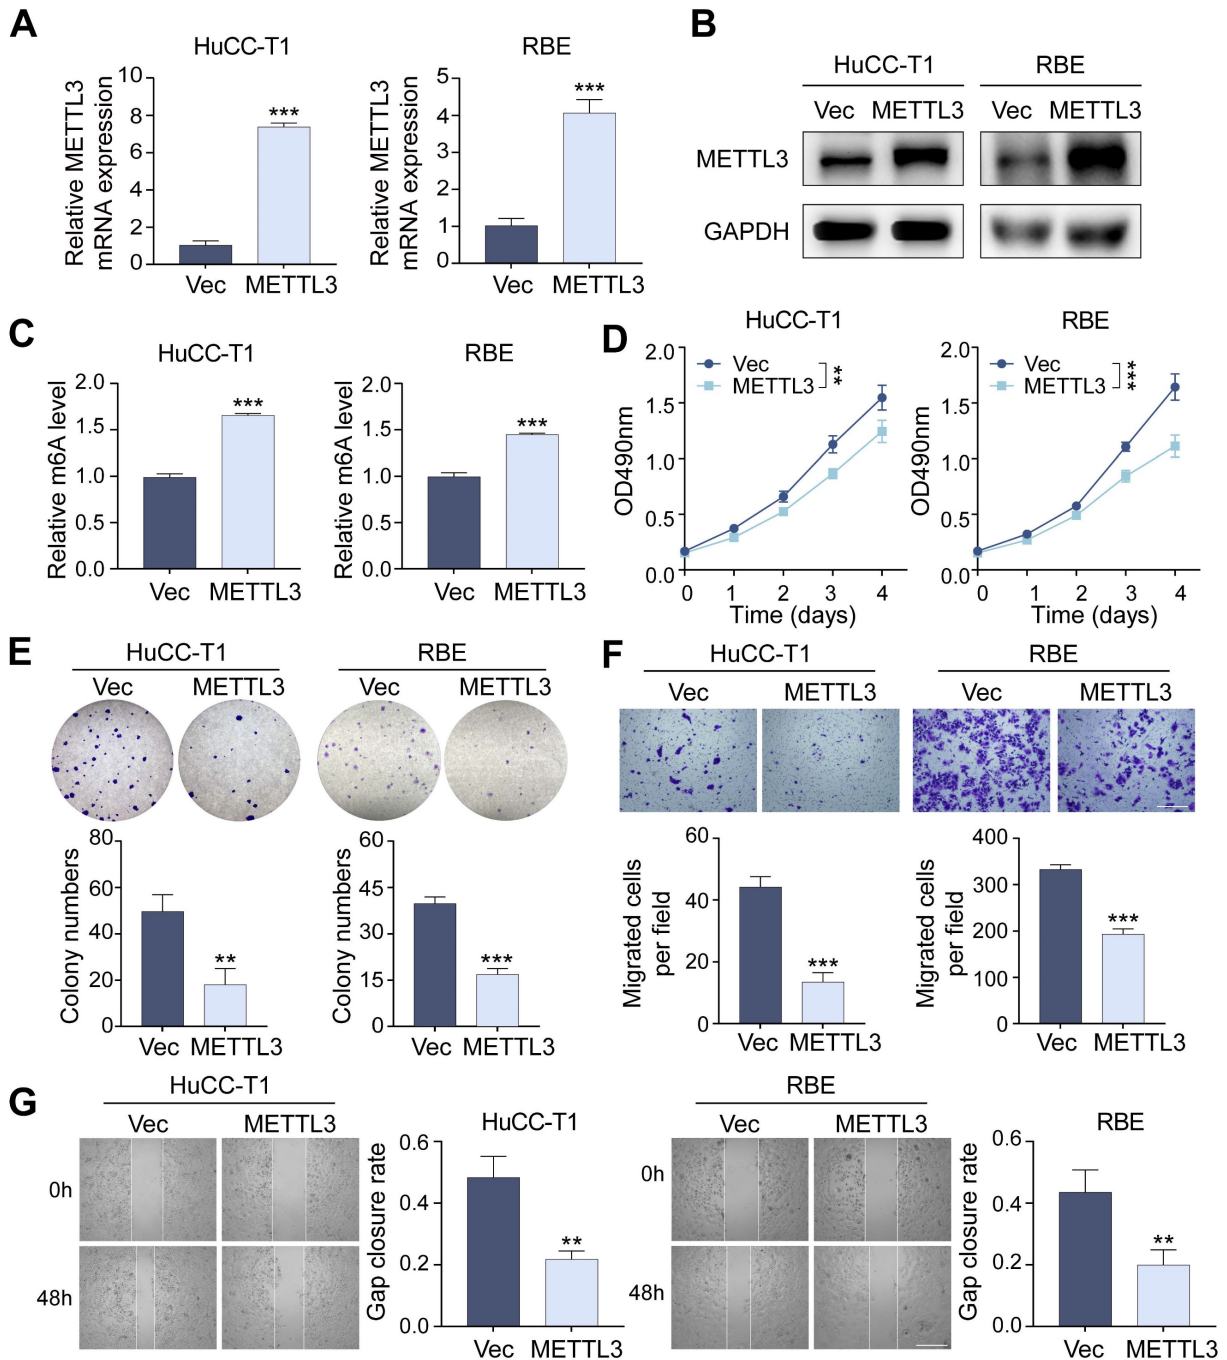 A
HuCC-T1
Relative METTL3
mRNA expression
10
8
6
4
2
0
***
Vec METTL3
RBE
Relative METTL3
mRNA expression
5
4
3
2
1
0
***
Vec METTL3
B
HuCC-T1 RBE
Vec METTL3 Vec METTL3
METTL3
GAPDH
C
HuCC-T1
Relative m6A level
2.0
1.5
1.0
0.5
0.0
***
Vec METTL3
RBE
Relative m6A level
2.0
1.5
1.0
0.5
0.0
***
Vec METTL3
D
HuCC-T1
OD490nm
2.0
1.5
1.0
0.5
0.0
Vec
METTL3
**
0 1 2 3 4
Time (days)
RBE
OD490nm
2.0
1.5
1.0
0.5
0.0
Vec
METTL3
***
0 1 2 3 4
Time (days)
E
HuCC-T1 RBE
Vec METTL3 Vec METTL3
Colony numbers
80
60
40
20
0
**
Vec METTL3
Colony numbers
60
45
30
15
0
***
Vec METTL3
F
HuCC-T1 RBE
Vec METTL3 Vec METTL3
Migrated cells
per field
60
40
20
0
***
Vec METTL3
Migrated cells
per field
400
300
200
100
0
***
Vec METTL3
G
HuCC-T1
Vec METTL3
0h
48h
HuCC-T1
Gap closure rate
0.6
0.4
0.2
0.0
**
Vec METTL3
RBE
Vec METTL3
0h
48h
RBE
Gap closure rate
0.6
0.4
0.2
0.0
**
Vec METTL3